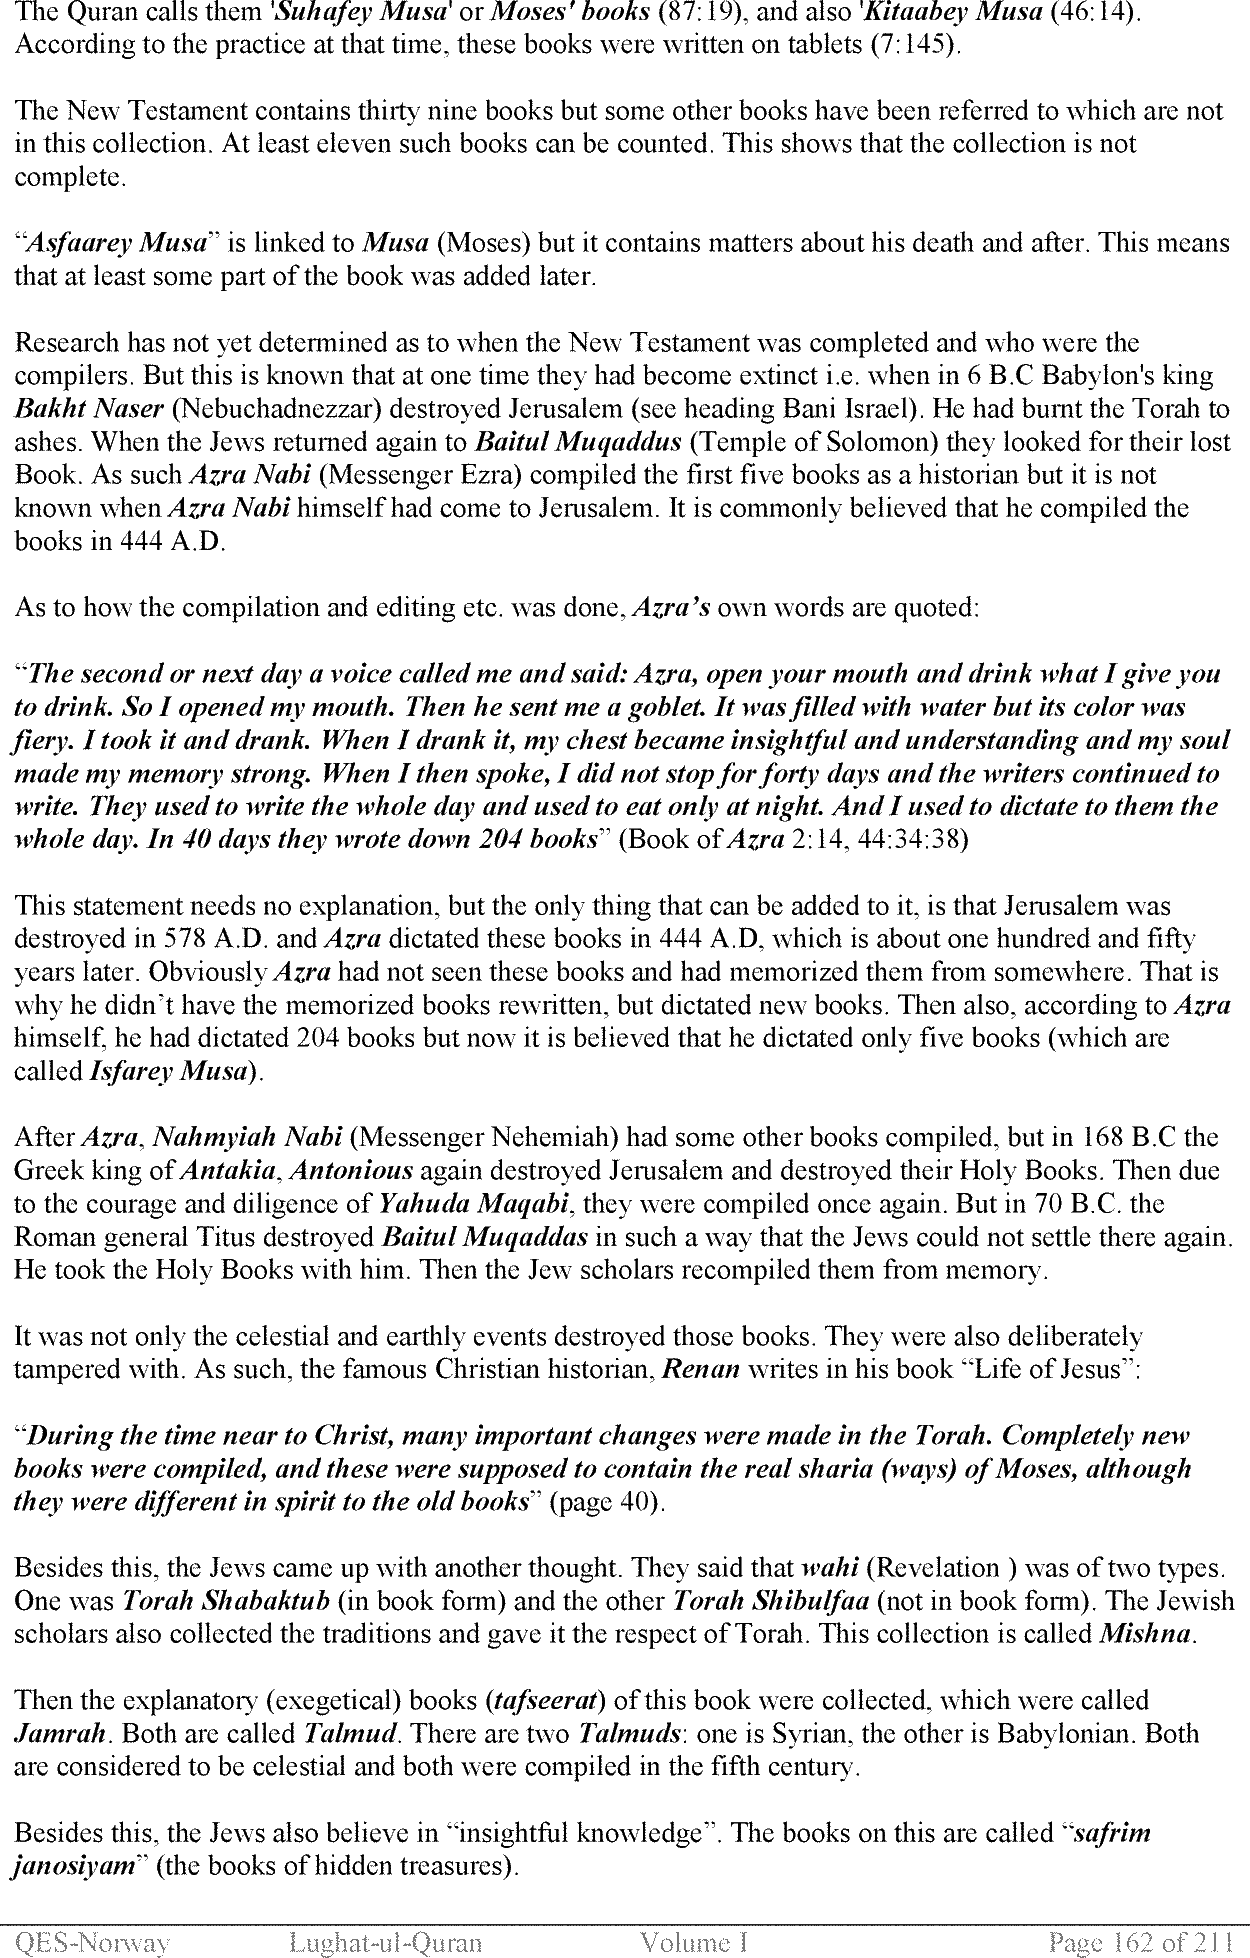 The Quran calls them 'Suhafey Musa' or Moses' books (87:19), and also 'Kitaabey Musa (46:14).
According to the practice at that time, these books were written on tablets (7:145).
The New Testament contains thirty nine books but some other books have been referred to which are not
in this collection. At least eleven such books can be counted. This shows that the collection is not
complete.
“Asfaarey Musa” is linked to Musa (Moses) but it contains matters about his death and after. This means
that at least some part of the book was added later.
Research has not yet determined as to when the New Testament was completed and who were the
compilers. But this is known that at one time they had become extinct i.e. when in 6 B.C Babylon's king
Bakht Naser (Nebuchadnezzar) destroyed Jerusalem (see heading Bani Israel). He had burnt the Torah to
ashes. When the Jews returned again to Baitul Muqaddus (Temple of Solomon) they looked for their lost
Book. As such Azra Nabi (Messenger Ezra) compiled the first five books as a historian but it is not
known when Azra Nabi himself had come to Jerusalem. It is commonly believed that he compiled the
books in 444 A.D.
As to how the compilation and editing etc. was done, Azra’s own words are quoted:
“The second or next day a voice called me and said: Azra, open your mouth and drink what I give you
to drink. So I opened my mouth. Then he sent me a goblet. It was filled with water but its color was
fiery. I took it and drank. When I drank it, my chest became insightful and understanding and my soul
made my memory strong. When I then spoke, I did not stop for forty days and the writers continued to
write. They used to write the whole day and used to eat only at night. And I used to dictate to them the
whole day. In 40 days they wrote down 204 books” (Book of Azra 2:14, 44:34:38)
This statement needs no explanation, but the only thing that can be added to it, is that Jerusalem was
destroyed in 578 A.D. and Azra dictated these books in 444 A.D, which is about one hundred and fifty
years later. Obviously Azra had not seen these books and had memorized them from somewhere. That is
why he didn’t have the memorized books rewritten, but dictated new books. Then also, according to Azra
himself, he had dictated 204 books but now it is believed that he dictated only five books (which are
called Isfarey Musa).
After Azra, Nahmyiah Nabi (Messenger Nehemiah) had some other books compiled, but in 168 B.C the
Greek king of Antakia, Antonious again destroyed Jerusalem and destroyed their Holy Books. Then due
to the courage and diligence of Yahuda Maqabi, they were compiled once again. But in 70 B.C. the
Roman general Titus destroyed Baitul Muqaddas in such a way that the Jews could not settle there again.
He took the Holy Books with him. Then the Jew scholars recompiled them from memory.
It was not only the celestial and earthly events destroyed those books. They were also deliberately
tampered with. As such, the famous Christian historian, Renan writes in his book “Life of Jesus”:
“During the time near to Christ, many important changes were made in the Torah. Completely new
books were compiled, and these were supposed to contain the real sharia (ways) of Moses, although
they were different in spirit to the old books” (page 40).
Besides this, the Jews came up with another thought. They said that wahi (Revelation ) was of two types.
One was Torah Shabaktub (in book form) and the other Torah Shibulfaa (not in book form). The Jewish
scholars also collected the traditions and gave it the respect of Torah. This collection is called Mishna.
Then the explanatory (exegetical) books (tafseerat) of this book were collected, which were called
Jamrah. Both are called Talmud. There are two Talmuds: one is Syrian, the other is Babylonian. Both
are considered to be celestial and both were compiled in the fifth century.
Besides this, the Jews also believe in “insightful knowledge”. The books on this are called “safrim
janosiyam” (the books of hidden treasures).
QES-Norway Lughat-ul-Quran Volume I Page 162 of 211